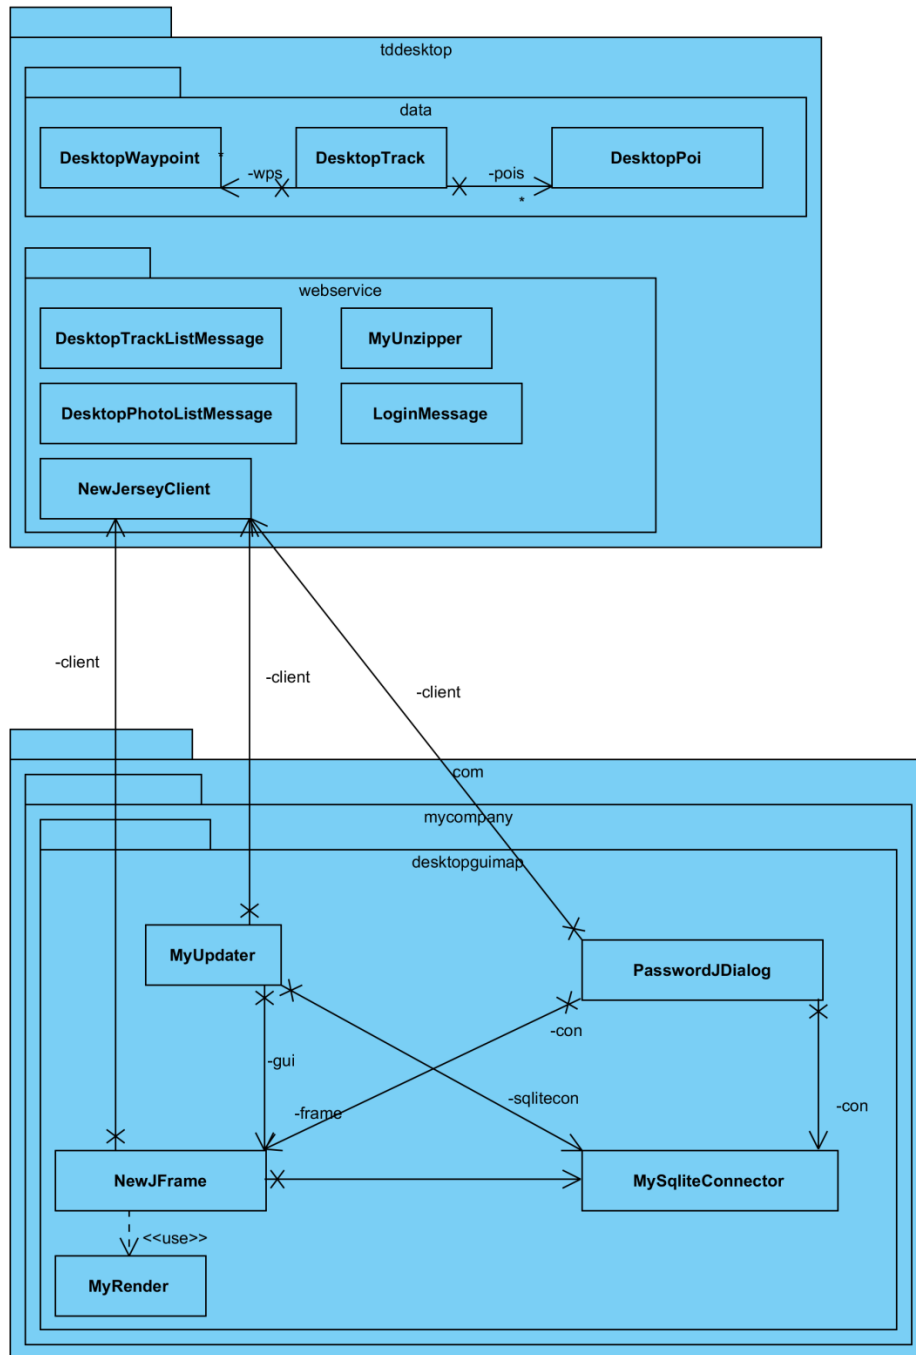 tddesktop
data
DesktopWaypoint
*
DesktopTrack
DesktopPoi
-wps
-pois
*
webservice
DesktopTrackListMessage
MyUnzipper
DesktopPhotoListMessage
LoginMessage
NewJerseyClient
-client
-client
-client
com
mycompany
desktopguimap
MyUpdater
PasswordJDialog
-con
-gui
-sqlitecon
-frame
-con
NewJFrame
MySqliteConnector
<<use>>
MyRender